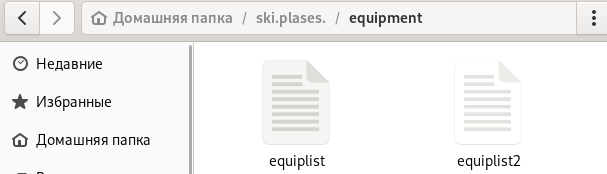 Домашняя папка / ski.plases. / equipment
Недавние
Избранные
Домашняя папка
equiplist
equiplist2